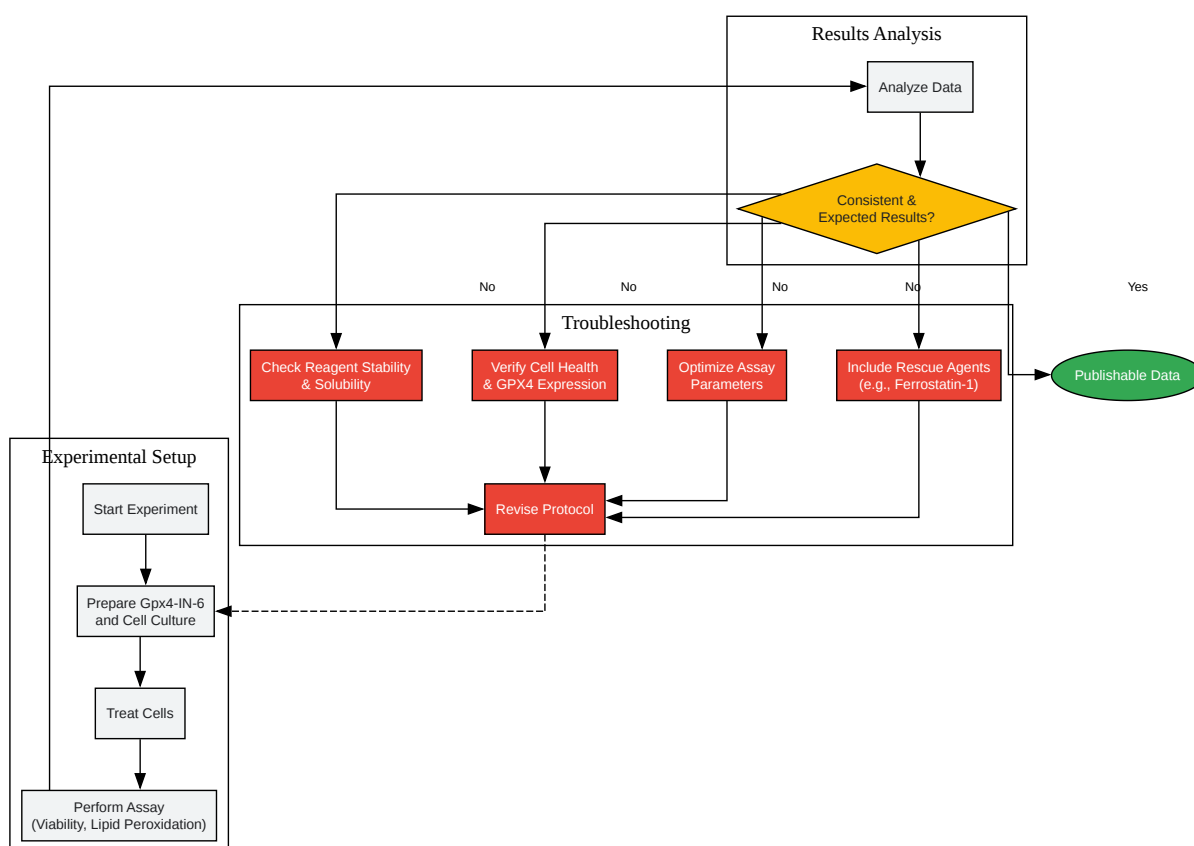 Results Analysis
Analyze Data
Consistent &
Expected Results?
No
No
No
No
Yes
Troubleshooting
Check Reagent Stability
& Solubility
Verify Cell Health
& GPX4 Expression
Optimize Assay
Parameters
Include Rescue Agents
(e.g., Ferrostatin-1)
Publishable Data
Revise Protocol
Experimental Setup
Start Experiment
Prepare Gpx4-IN-6
and Cell Culture
Treat Cells
Perform Assay
(Viability, Lipid Peroxidation)